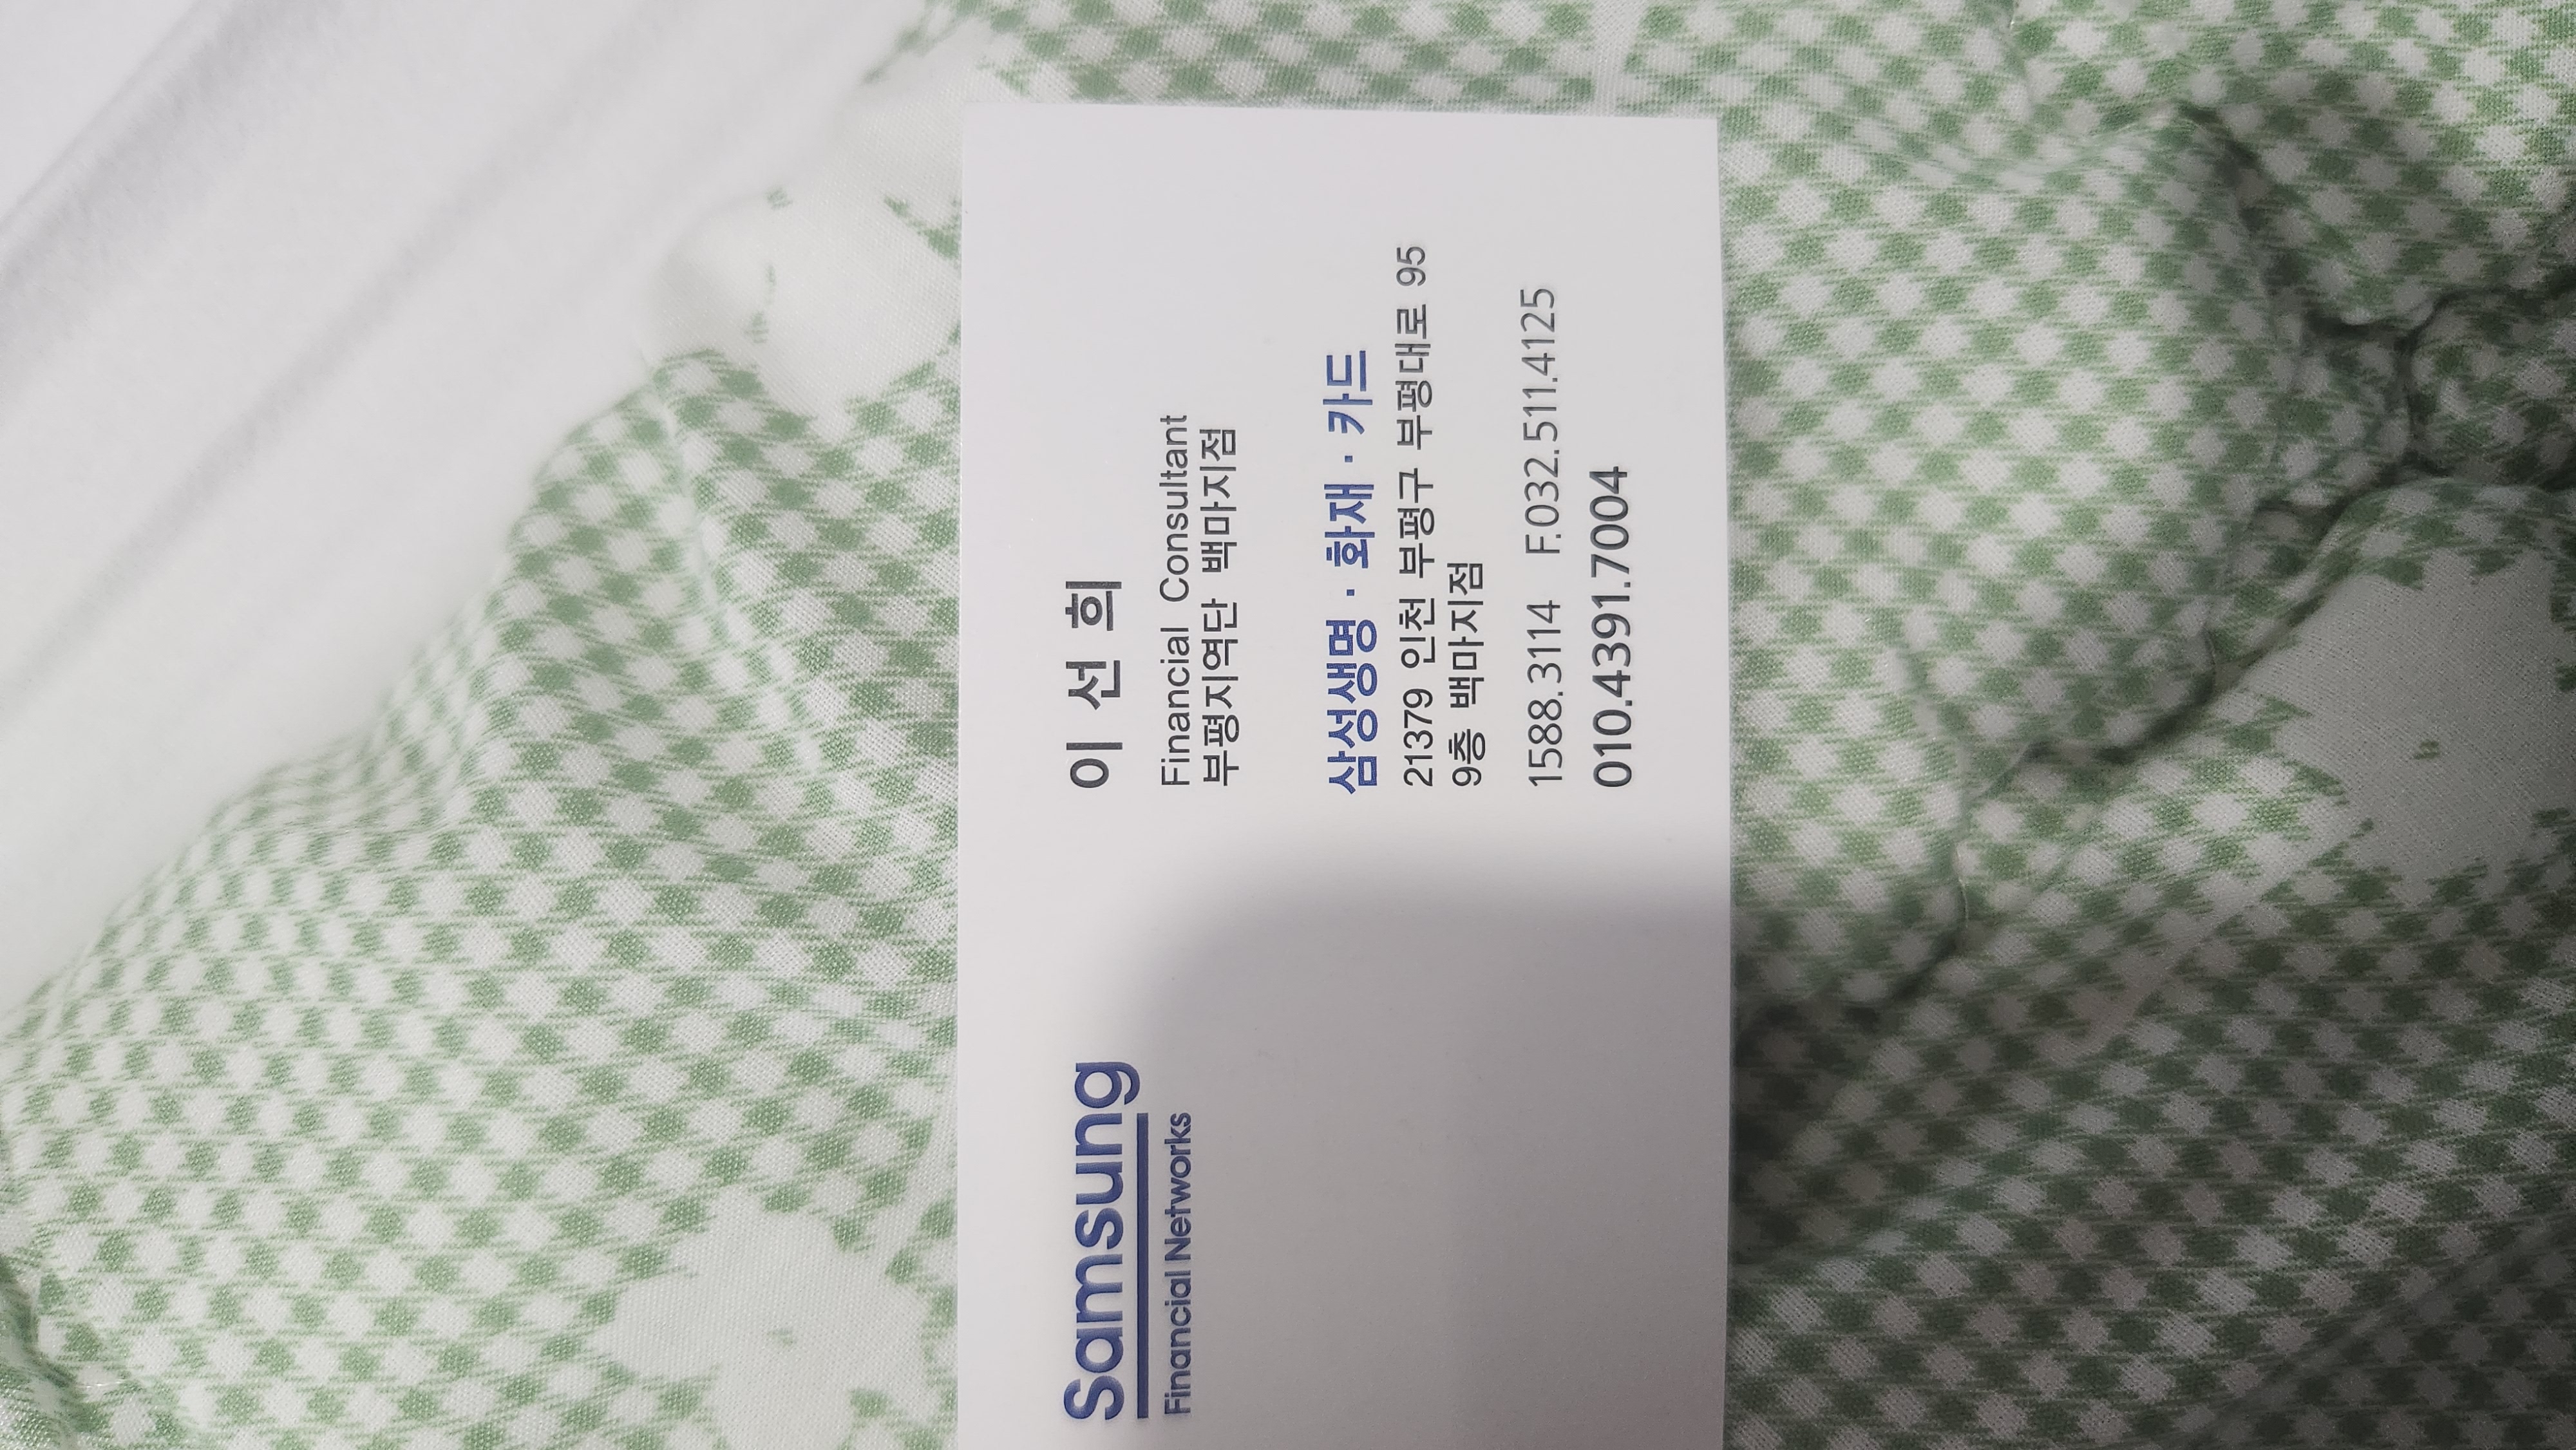 Samsung
Financial Networks
이선희
Financial Consultant
부평지역단 백마지점
삼성생명 · 화재 · 카드
21379 인천 부평구 부평대로 95
9층 백마지점
1588.3114 F.032.511.4125
010.4391.7004